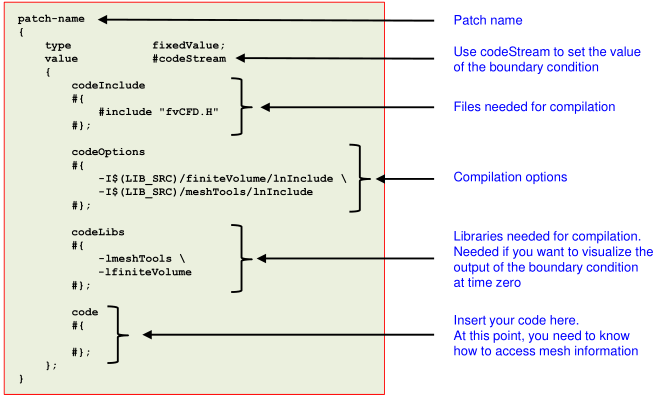 patch-name
{
type fixedValue;
value #codeStream
{
codeInclude
#{
#include "fvCFD.H"
#};
codeOptions
#{
-I$(LIB_SRC)/finiteVolume/lnInclude \
-I$(LIB_SRC)/meshTools/lnInclude
#};
codeLibs
#{
-lmeshTools \
-lfiniteVolume
#};
code
#{
#};
};
}
Patch name
Use codeStream to set the value
of the boundary condition
Files needed for compilation
Compilation options
Libraries needed for compilation.
Needed if you want to visualize the
output of the boundary condition
at time zero
Insert your code here.
At this point, you need to know
how to access mesh information